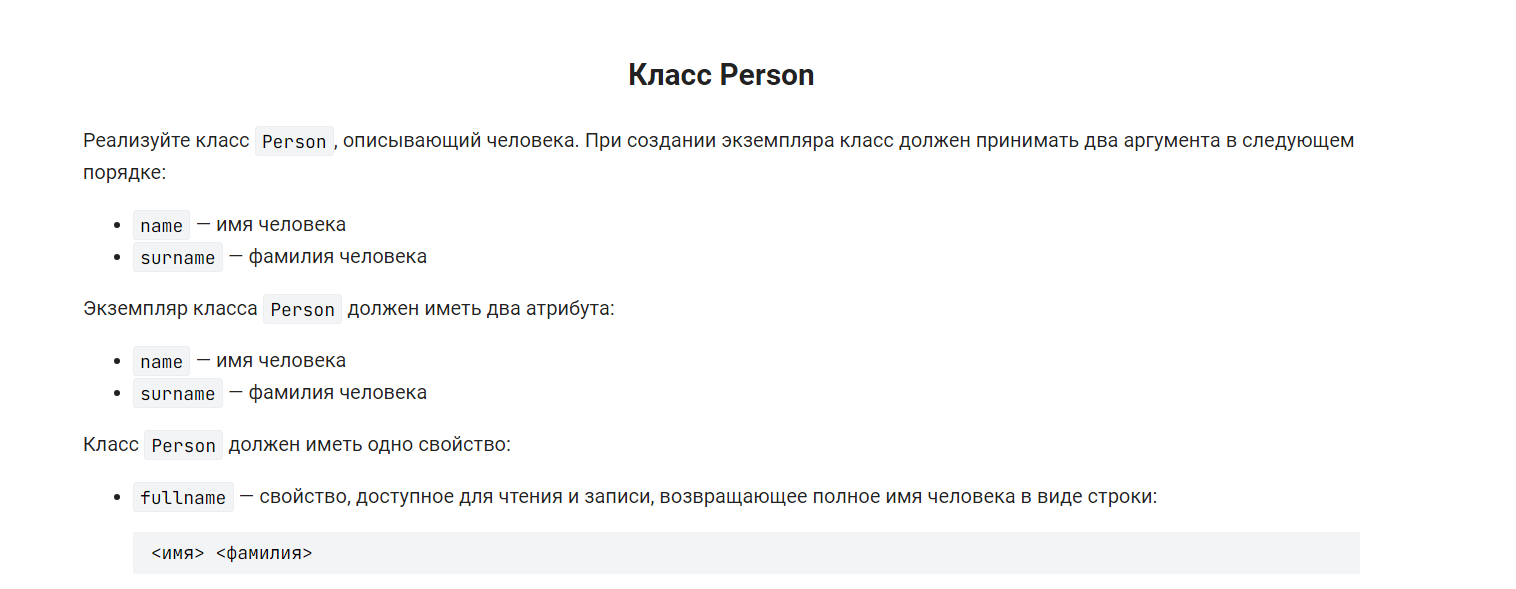 Класс Person
Реализуйте класс Person, описывающий человека. При создании экземпляра класс должен принимать два аргумента в следующем
порядке:
• name — имя человека
• surname — фамилия человека
Экземпляр класса Person должен иметь два атрибута:
• name — имя человека
• surname — фамилия человека
Класс Person должен иметь одно свойство:
• fullname — свойство, доступное для чтения и записи, возвращающее полное имя человека в виде строки:
<имя> <фамилия>